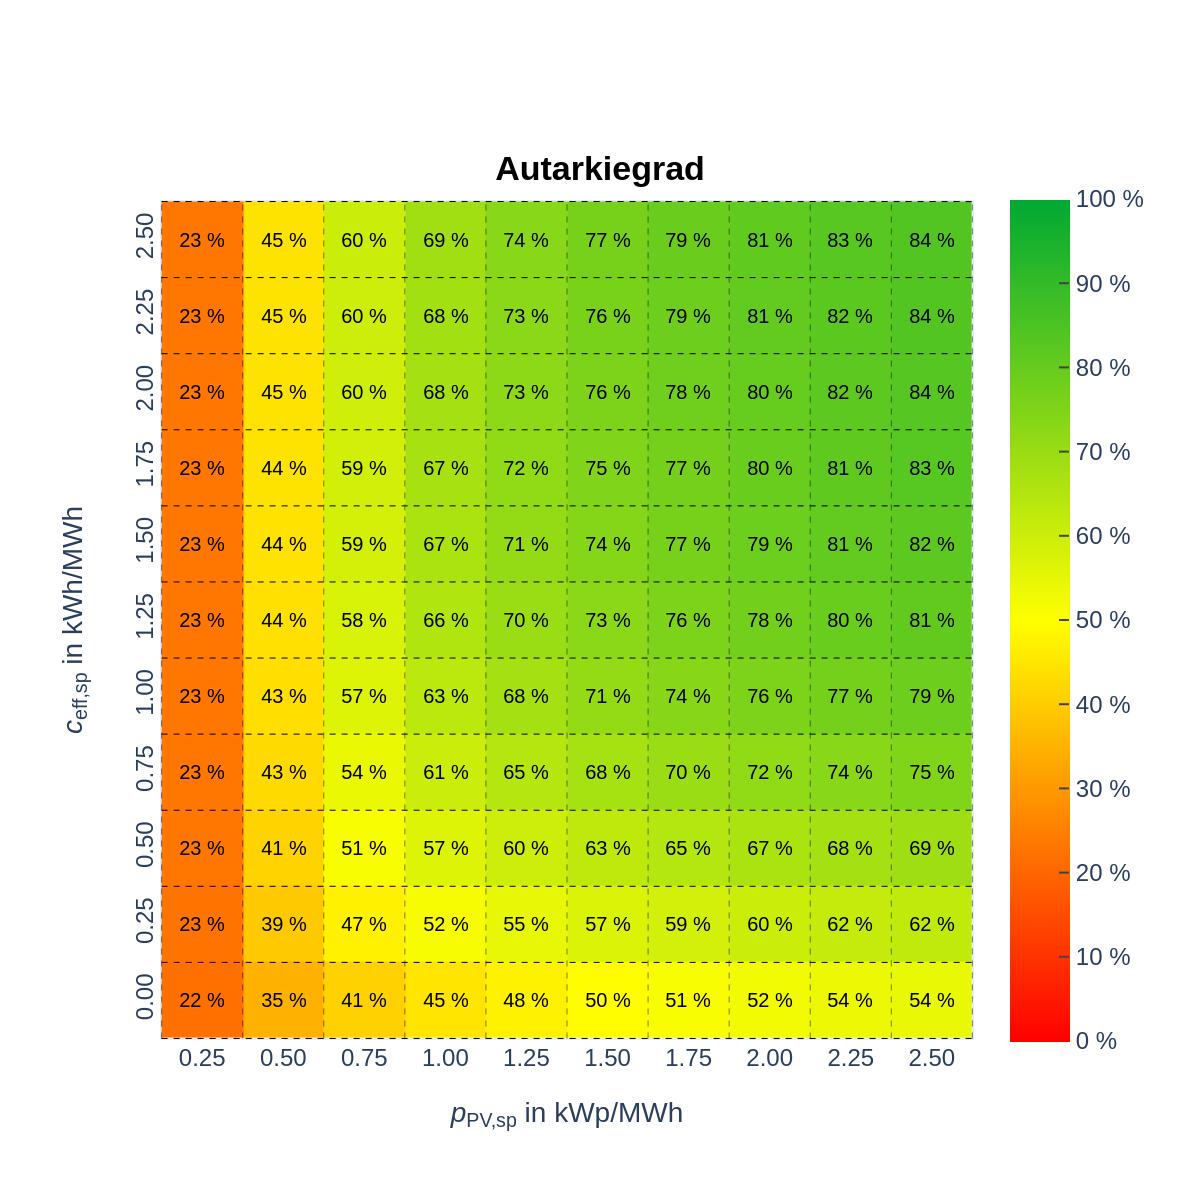 Autarkiegrad
2.50 23 % 45 % 60 % 69 % 74 % 77 % 79 % 81 % 83 % 84 %
2.25 23 % 45 % 60 % 68 % 73 % 76 % 79 % 81 % 82 % 84 %
2.00 23 % 45 % 60 % 68 % 73 % 76 % 78 % 80 % 82 % 84 %
1.75 23 % 44 % 59 % 67 % 72 % 75 % 77 % 80 % 81 % 83 %
1.50 23 % 44 % 59 % 67 % 71 % 74 % 77 % 79 % 81 % 82 %
1.25 23 % 44 % 58 % 66 % 70 % 73 % 76 % 78 % 80 % 81 %
1.00 23 % 43 % 57 % 63 % 68 % 71 % 74 % 76 % 77 % 79 %
0.75 23 % 43 % 54 % 61 % 65 % 68 % 70 % 72 % 74 % 75 %
0.50 23 % 41 % 51 % 57 % 60 % 63 % 65 % 67 % 68 % 69 %
0.25 23 % 39 % 47 % 52 % 55 % 57 % 59 % 60 % 62 % 62 %
0.00 22 % 35 % 41 % 45 % 48 % 50 % 51 % 52 % 54 % 54 %
0.25 0.50 0.75 1.00 1.25 1.50 1.75 2.00 2.25 2.50
p PV,sp in kWp/MWh
c eff,sp in kWh/MWh
100 %
90 %
80 %
70 %
60 %
50 %
40 %
30 %
20 %
10 %
0 %